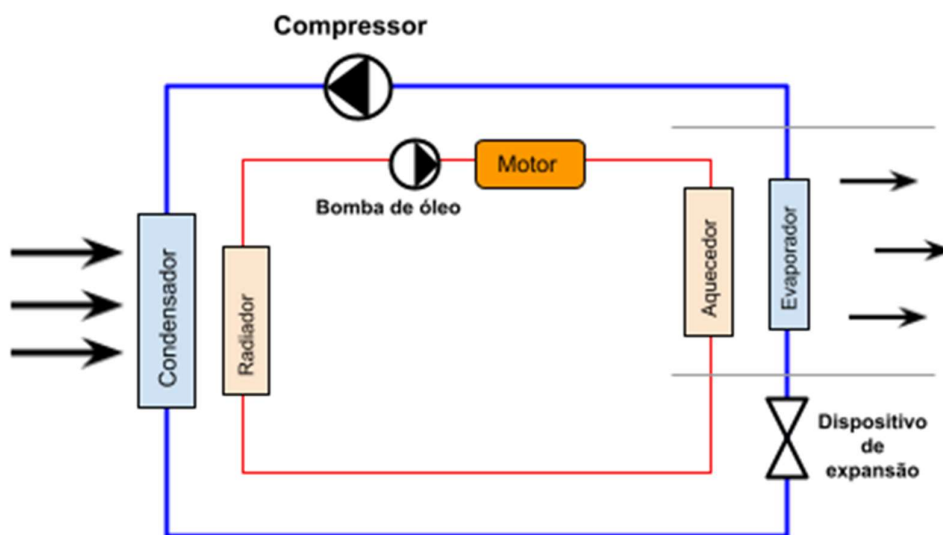 Compressor
Motor
Bomba de óleo
Condensador
Radiador
Aquecedor
Evaporador
Dispositivo
de
expansão